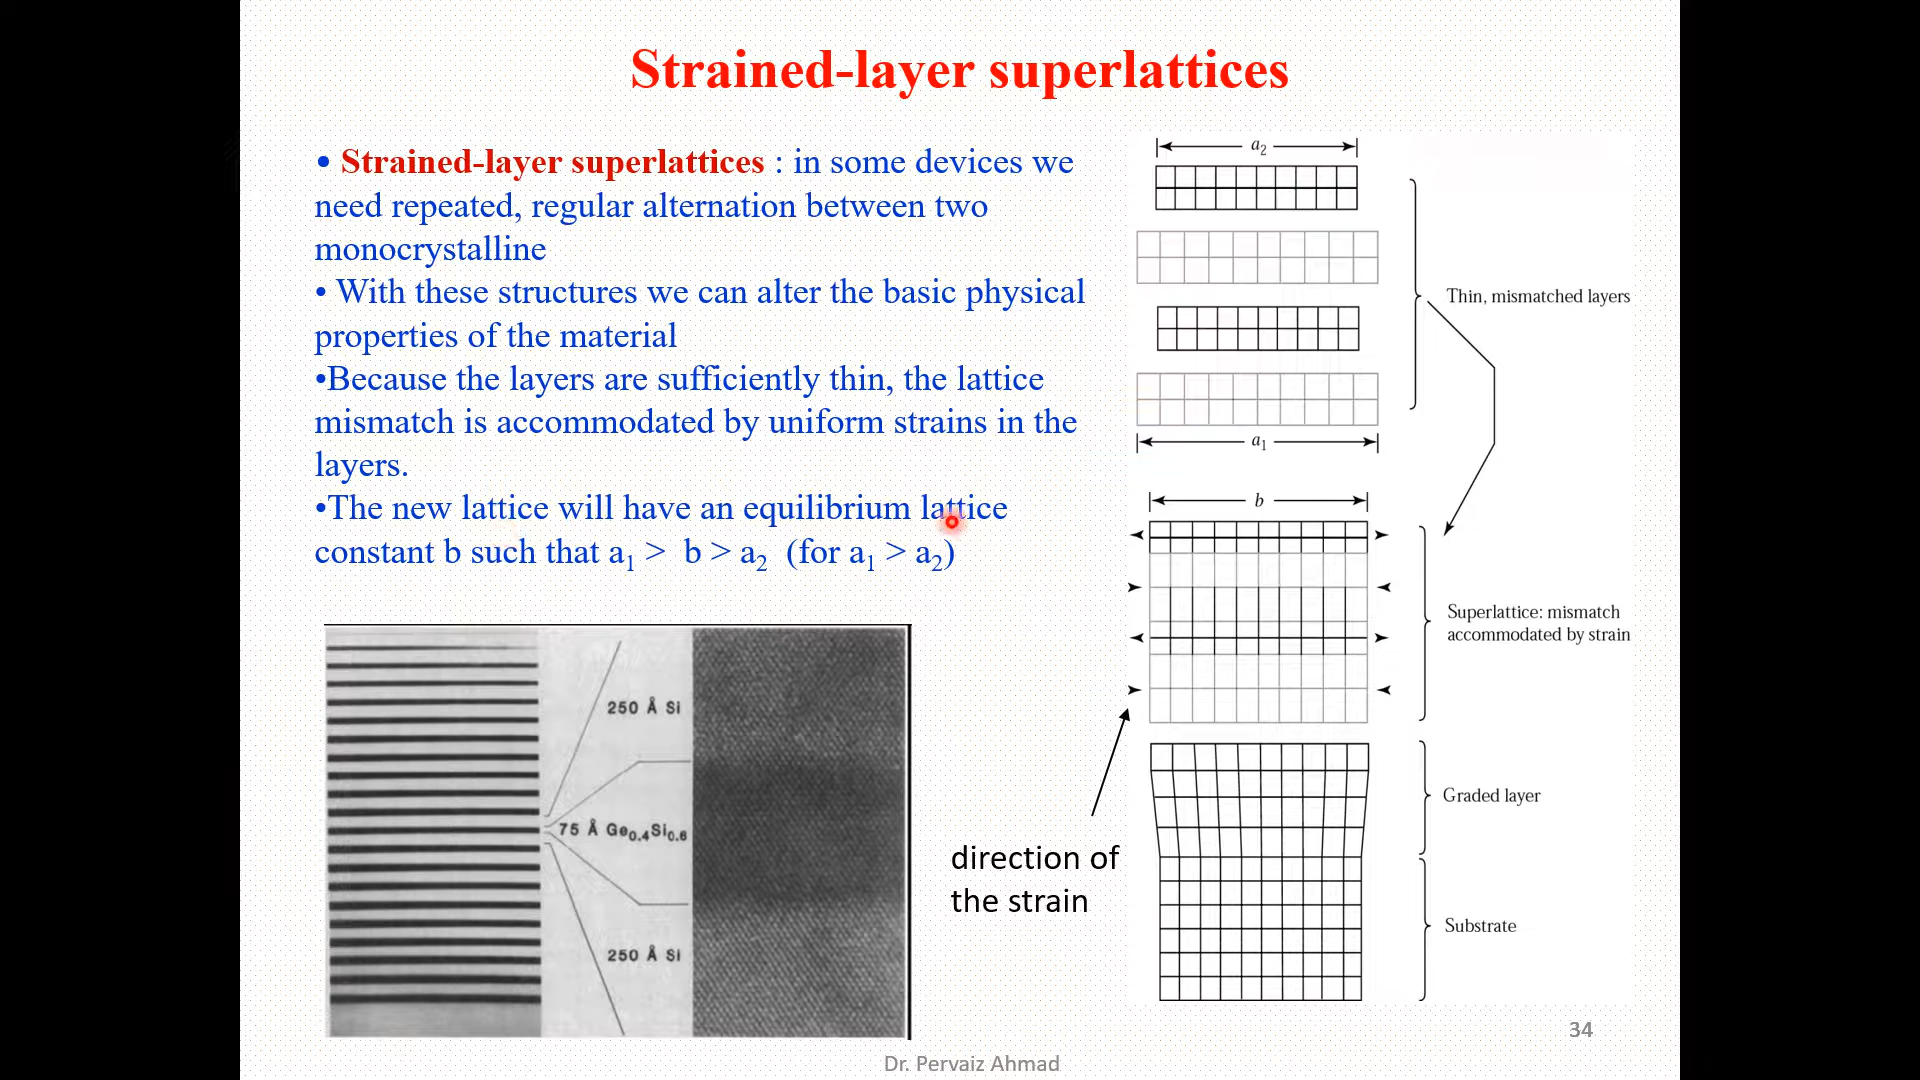 Strained-layer superlattices
• Strained-layer superlattices : in some devices we
need repeated, regular alternation between two
monocrystalline
• With these structures we can alter the basic physical
properties of the material
•Because the layers are sufficiently thin, the lattice
mismatch is accommodated by uniform strains in the
layers.
•The new lattice will have an equilibrium lattice
constant b such that a₁ > b > a₂ (for a₁ > a₂)
250 Å Si
75 Å Ge₀.₄Si₀.₆
250 Å Si
direction of
the strain
a₂
Thin, mismatched layers
a₁
b
Superlattice: mismatch
accommodated by strain
Graded layer
Substrate
34
Dr. Pervaiz Ahmad